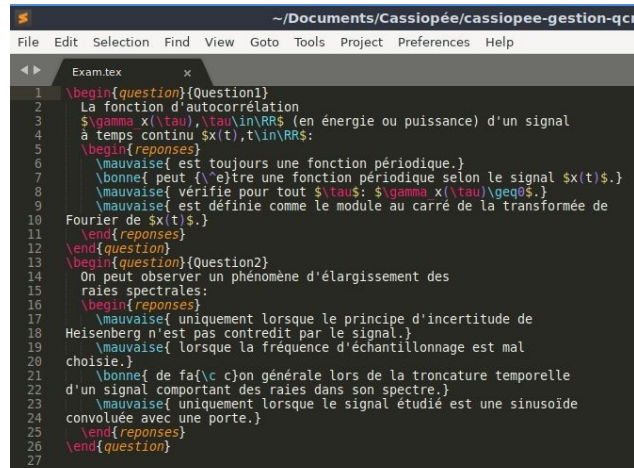 ~/Documents/Cassiopée/cassiopee-gestion-qcm
File Edit Selection Find View Goto Tools Project Preferences Help
Exam.tex ×
1 \begin{question}{Question1}
2 La fonction d'autocorrélation
3 $\gamma_x(\tau),\tau\in\RR$ (en énergie ou puissance) d'un signal
4 à temps continu $x(t),t\in\RR$:
5 \begin{reponses}
6 \mauvaise{ est toujours une fonction périodique.}
7 \bonne{ peut {\^e}tre une fonction périodique selon le signal $x(t)$.}
8 \mauvaise{ vérifie pour tout $\tau$: $\gamma_x(\tau)\geq0$.}
9 \mauvaise{ est définie comme le module au carré de la transformée de
10 Fourier de $x(t)$.}
11 \end{reponses}
12 \end{question}
13 \begin{question}{Question2}
14 On peut observer un phénomène d'élargissement des
15 raies spectrales:
16 \begin{reponses}
17 \mauvaise{ uniquement lorsque le principe d'incertitude de
18 Heisenberg n'est pas contredit par le signal.}
19 \mauvaise{ lorsque la fréquence d'échantillonnage est mal
20 choisie.}
21 \bonne{ de fa{\c c}on générale lors de la troncature temporelle
22 d'un signal comportant des raies dans son spectre.}
23 \mauvaise{ uniquement lorsque le signal étudié est une sinusoïde
24 convoluée avec une porte.}
25 \end{reponses}
26 \end{question}
27